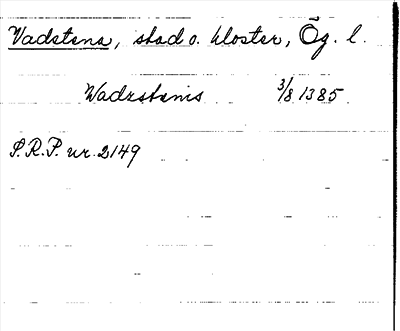 Vadstena, stad o. kloster, Ög. l.
Wadzstenis 3/8 1385
S.R.P. nr. 2149